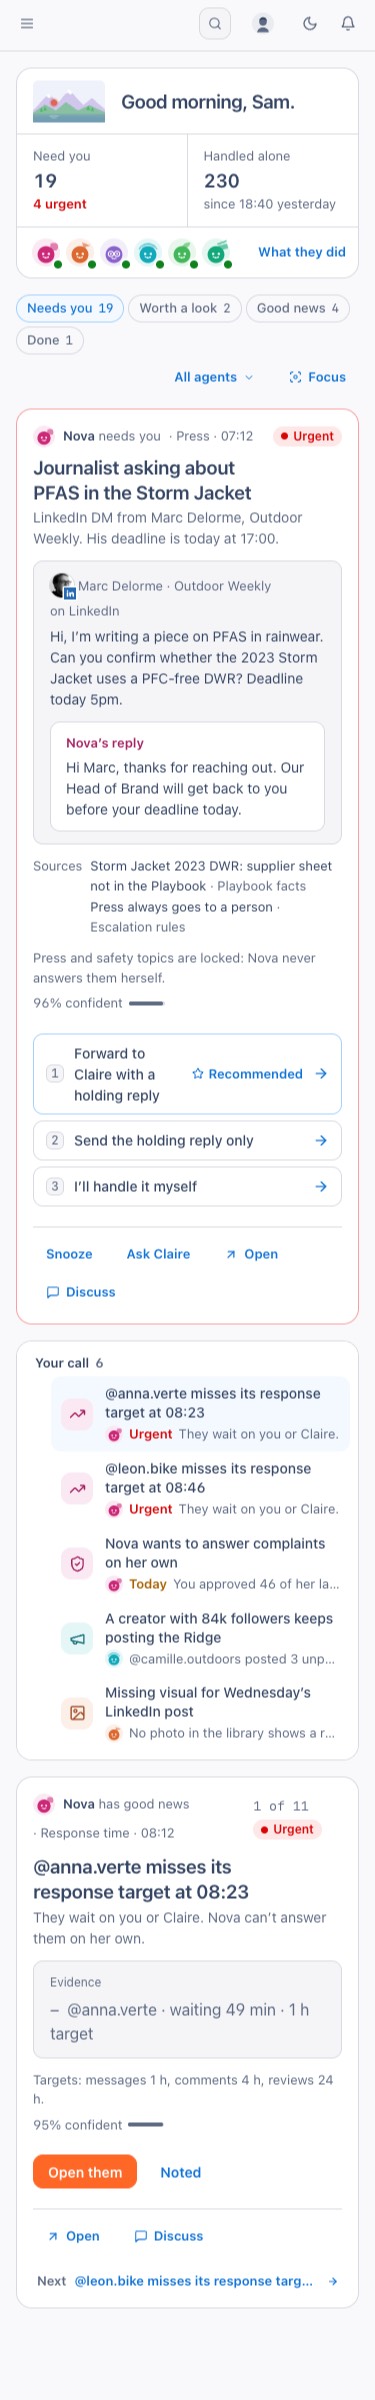 Good morning, Sam.
Need you
19
4 urgent
Handled alone
230
since 18:40 yesterday
What they did
Needs you 19
Worth a look 2
Good news 4
Done 1
All agents
Focus
Nova needs you · Press · 07:12
Urgent
Journalist asking about
PFAS in the Storm Jacket
LinkedIn DM from Marc Delorme, Outdoor
Weekly. His deadline is today at 17:00.
in
Marc Delorme · Outdoor Weekly
on LinkedIn
Hi, I’m writing a piece on PFAS in rainwear.
Can you confirm whether the 2023 Storm
Jacket uses a PFC-free DWR? Deadline
today 5pm.
Nova’s reply
Hi Marc, thanks for reaching out. Our
Head of Brand will get back to you
before your deadline today.
Sources Storm Jacket 2023 DWR: supplier sheet
not in the Playbook · Playbook facts
Press always goes to a person ·
Escalation rules
Press and safety topics are locked: Nova never
answers them herself.
96% confident
1 Forward to
Claire with a
holding reply
Recommended
2 Send the holding reply only
3 I’ll handle it myself
Snooze
Ask Claire
Open
Discuss
Your call 6
@anna.verte misses its response
target at 08:23
Urgent They wait on you or Claire.
@leon.bike misses its response
target at 08:46
Urgent They wait on you or Claire.
Nova wants to answer complaints
on her own
Today You approved 46 of her la...
A creator with 84k followers keeps
posting the Ridge
@camille.outdoors posted 3 unp...
Missing visual for Wednesday’s
LinkedIn post
No photo in the library shows a r...
Nova has good news
· Response time · 08:12
1 of 11
Urgent
@anna.verte misses its
response target at 08:23
They wait on you or Claire. Nova can’t answer
them on her own.
Evidence
– @anna.verte · waiting 49 min · 1 h
target
Targets: messages 1 h, comments 4 h, reviews 24
h.
95% confident
Open them
Noted
Open
Discuss
Next @leon.bike misses its response targ...